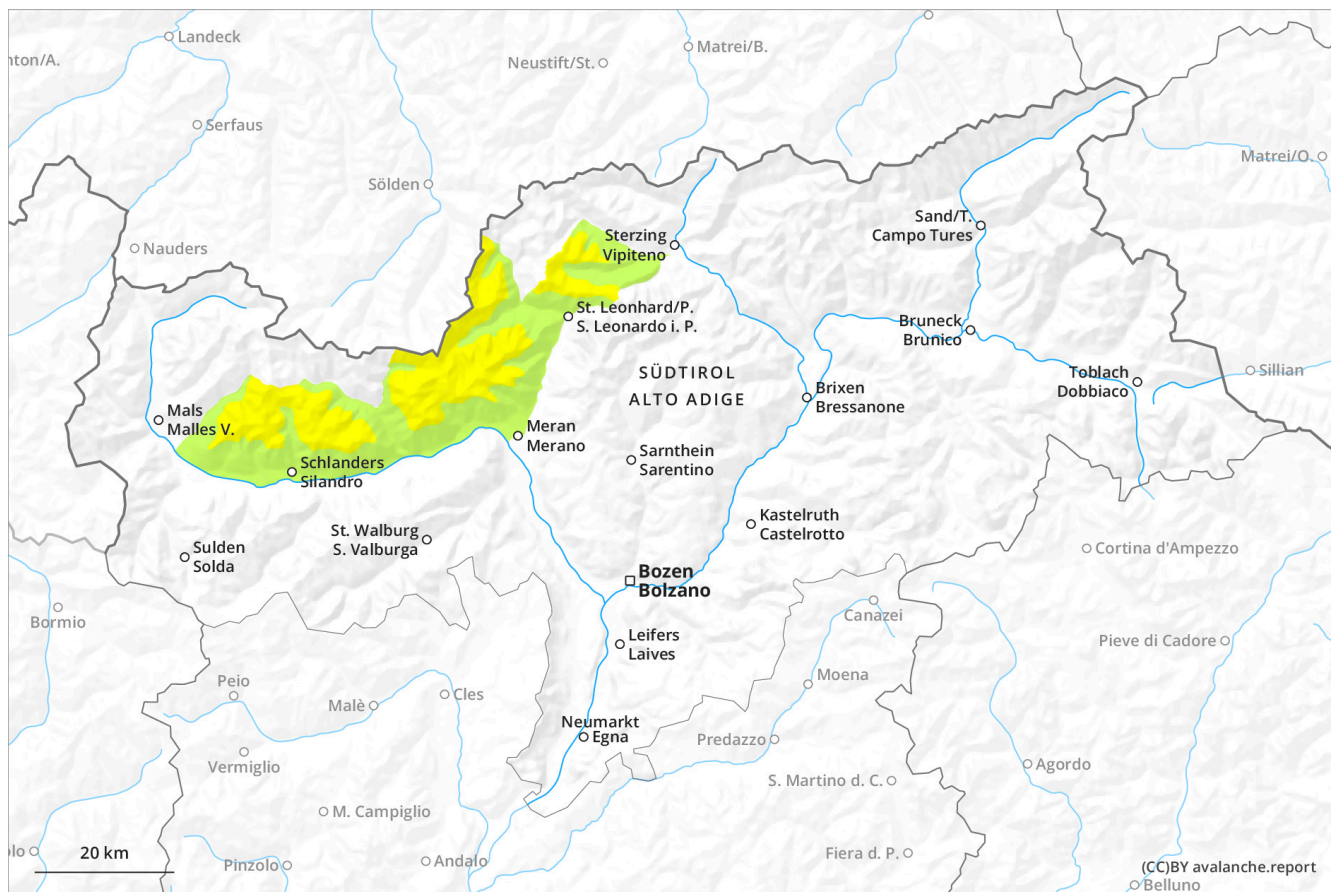 Landeck
nton/A.
Neustift/St.
Matrei/B.
Serfaus
Matrei/O.
Sölden
Sand/T.
Campo Tures
Sterzing
Vipiteno
Nauders
St. Leonhard/P.
S. Leonardo i. P.
Bruneck
Brunico
SÜDTIROL
ALTO ADIGE
Toblach
Dobbiaco
Sillian
Brixen
Bressanone
Mals
Malles V.
Meran
Merano
Sarnthein
Sarentino
Schlanders
Silandro
Kastelruth
Castelrotto
St. Walburg
S. Valburga
Sulden
Solda
Cortina d'Ampezzo
Bozen
Bolzano
Bormio
Canazei
Leifers
Laives
Pieve di Cadore
Peio
Malè
Cles
Moena
Neumarkt
Egna
Predazzo
Vermiglio
Agordo
S. Martino d. C.
M. Campiglio
olo
20 km
Pinzolo
Andalo
Fiera d. P.
(CC)BY avalanche.report
Belluno